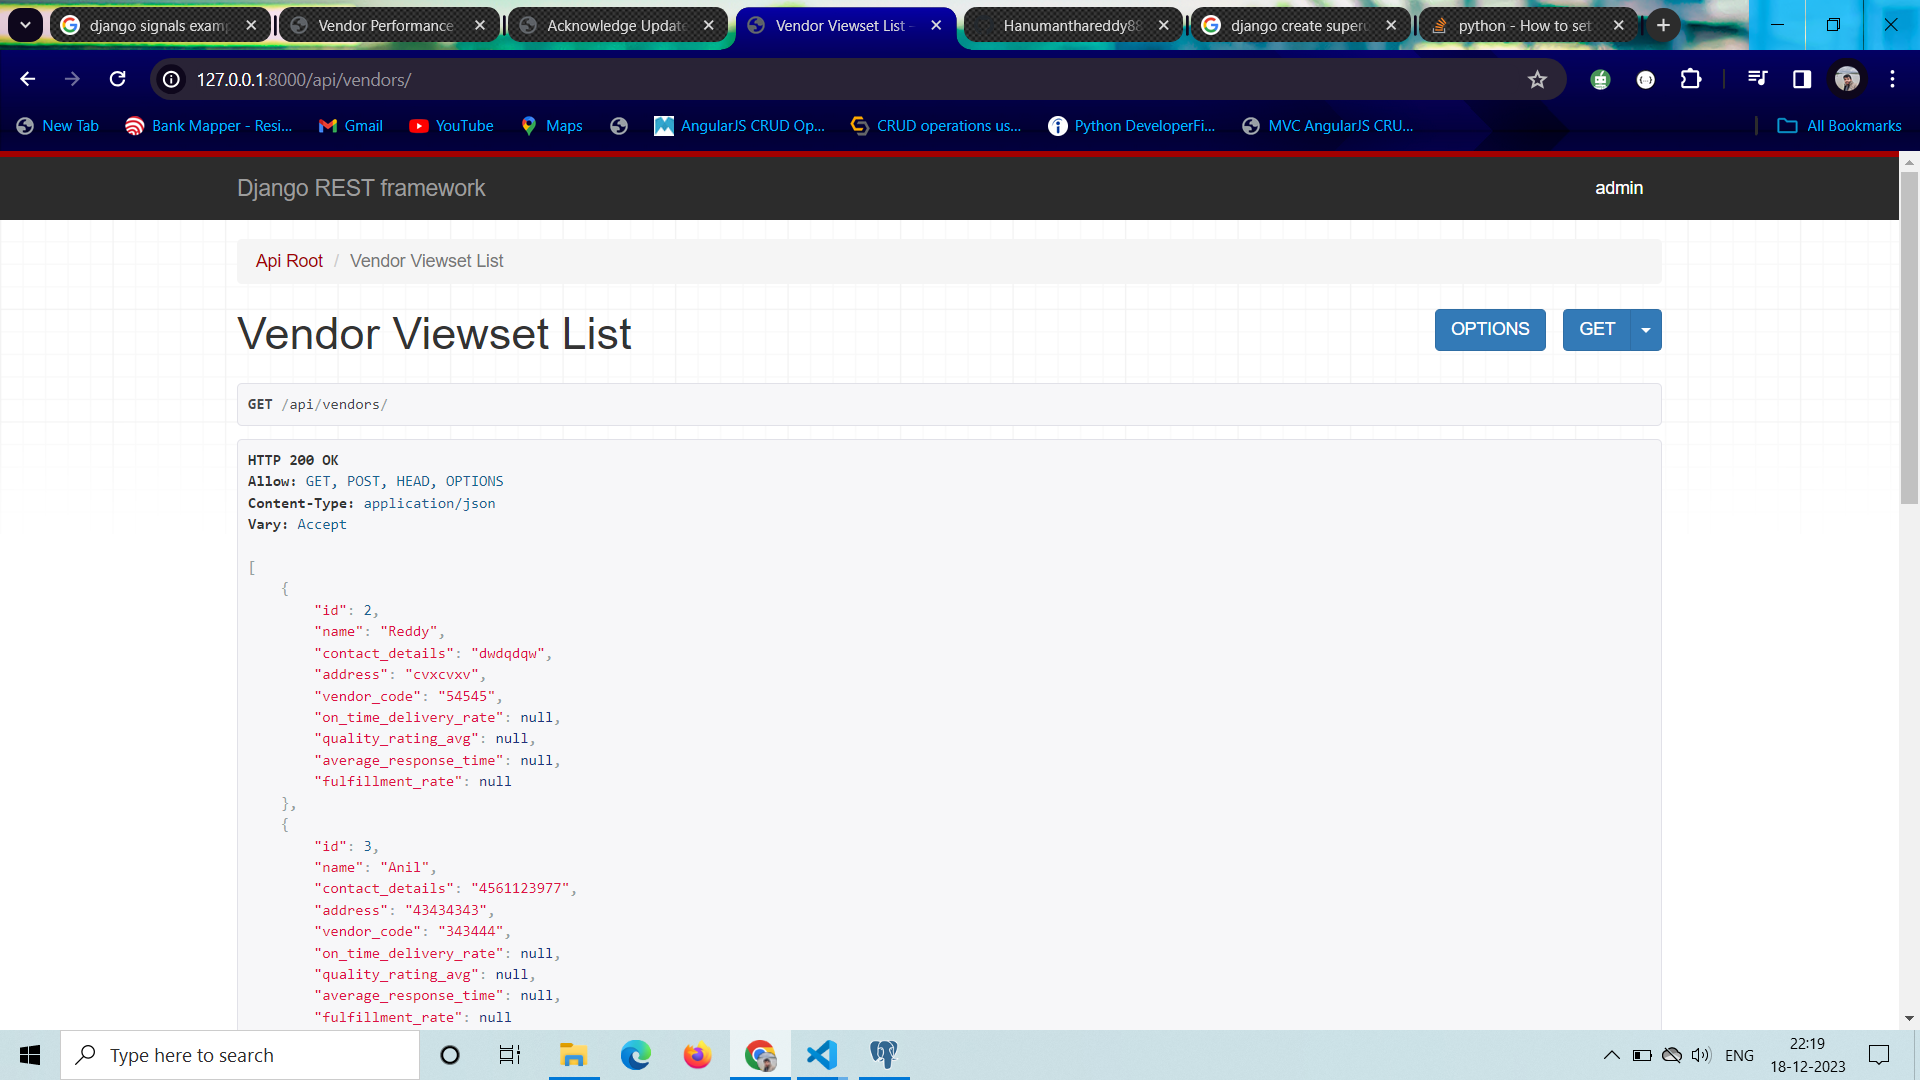 django signals exam
Vendor Performance
Acknowledge Update
Vendor Viewset List -
Hanumanthareddy88
django create superu
python - How to set
127.0.0.1:8000/api/vendors/
New Tab
Bank Mapper - Resi...
Gmail
YouTube
Maps
AngularJS CRUD Op...
CRUD operations us...
Python DeveloperFi...
MVC AngularJS CRU...
All Bookmarks
Django REST framework
admin
Api Root / Vendor Viewset List
Vendor Viewset List
OPTIONS
GET
GET /api/vendors/
HTTP 200 OK
Allow: GET, POST, HEAD, OPTIONS
Content-Type: application/json
Vary: Accept
[
{
"id": 2,
"name": "Reddy",
"contact_details": "dwdqdqw",
"address": "cvxcvxv",
"vendor_code": "54545",
"on_time_delivery_rate": null,
"quality_rating_avg": null,
"average_response_time": null,
"fulfillment_rate": null
},
{
"id": 3,
"name": "Anil",
"contact_details": "4561123977",
"address": "43434343",
"vendor_code": "343444",
"on_time_delivery_rate": null,
"quality_rating_avg": null,
"average_response_time": null,
"fulfillment_rate": null
Type here to search
ENG
22:19
18-12-2023